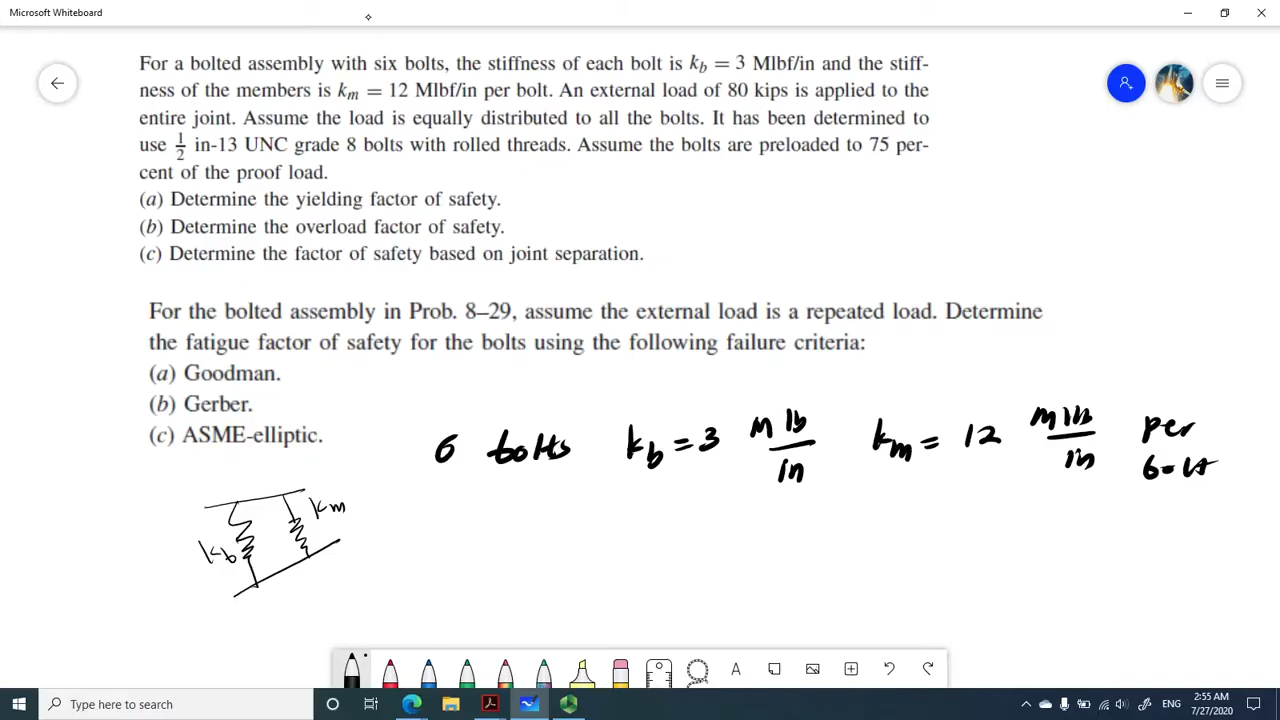 Microsoft Whiteboard
For a bolted assembly with six bolts, the stiffness of each bolt is k_b = 3 Mlbf/in and the stiff-
ness of the members is k_m = 12 Mlbf/in per bolt. An external load of 80 kips is applied to the
entire joint. Assume the load is equally distributed to all the bolts. It has been determined to
use 1/2 in-13 UNC grade 8 bolts with rolled threads. Assume the bolts are preloaded to 75 per-
cent of the proof load.
(a) Determine the yielding factor of safety.
(b) Determine the overload factor of safety.
(c) Determine the factor of safety based on joint separation.
For the bolted assembly in Prob. 8–29, assume the external load is a repeated load. Determine
the fatigue factor of safety for the bolts using the following failure criteria:
(a) Goodman.
(b) Gerber.
(c) ASME-elliptic.
6 bolts k_b = 3 M lb/in k_m = 12 M lb/in per bolt
k_b k_m
A
Type here to search
ENG
2:55 AM
7/27/2020